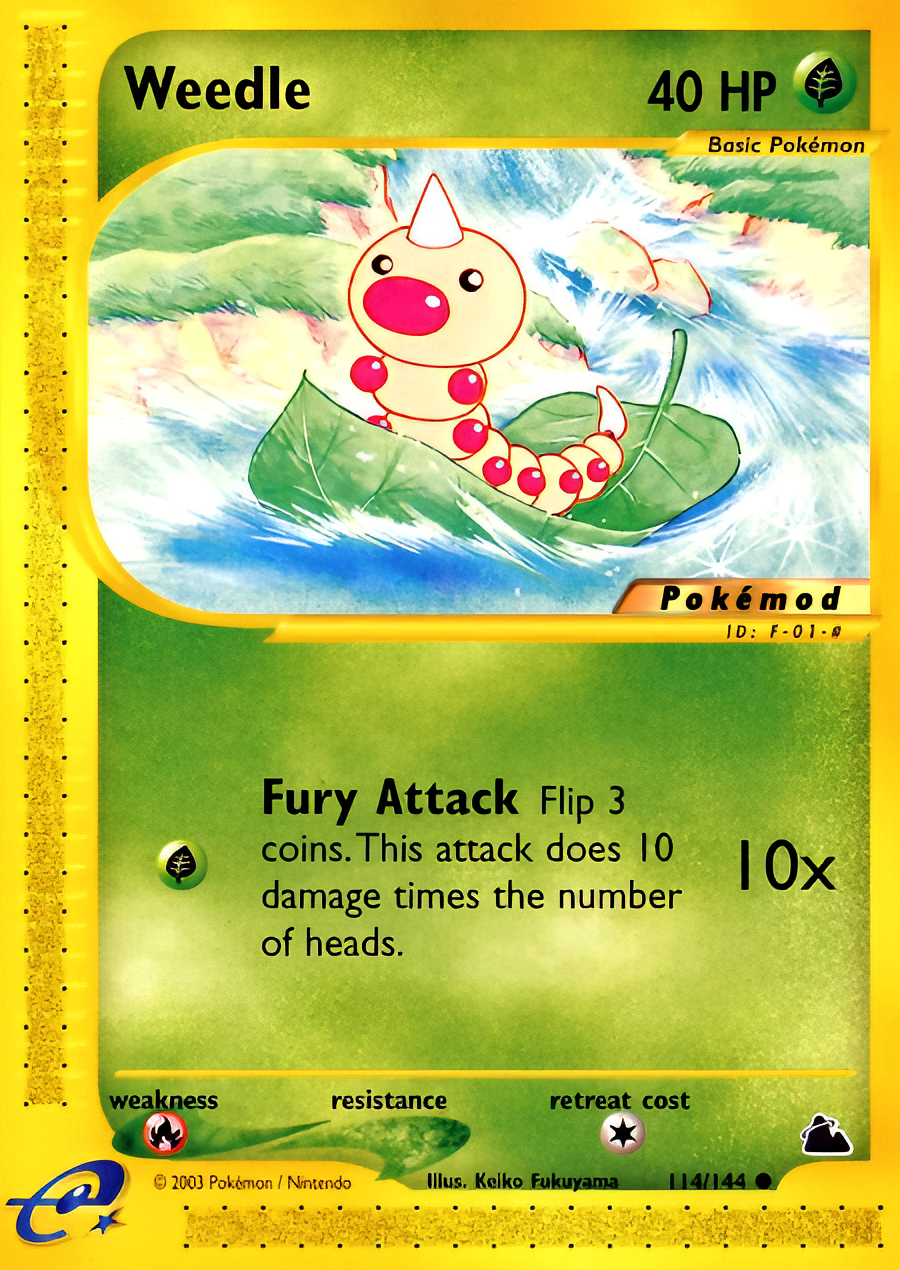 Weedle 40 HP
Basic Pokémon
Pokémod
ID: F-01-
Fury Attack Flip 3
coins. This attack does 10
damage times the number
of heads.
10x
weakness resistance retreat cost
© 2003 Pokémon / Nintendo Illus. Keiko Fukuyama 114/144